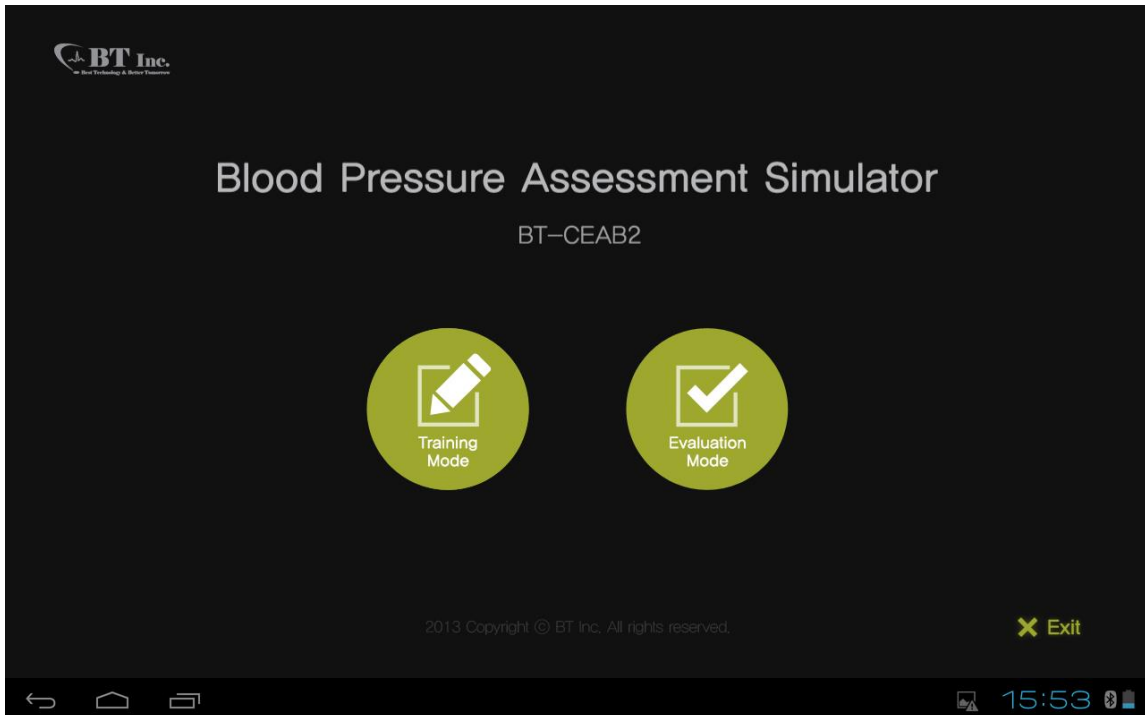 BT Inc.
Best Technology & Better Tomorrow
Blood Pressure Assessment Simulator
BT-CEAB2
Training
Mode
Evaluation
Mode
2013 Copyright ⓒ BT Inc. All rights reserved.
Exit
15:53